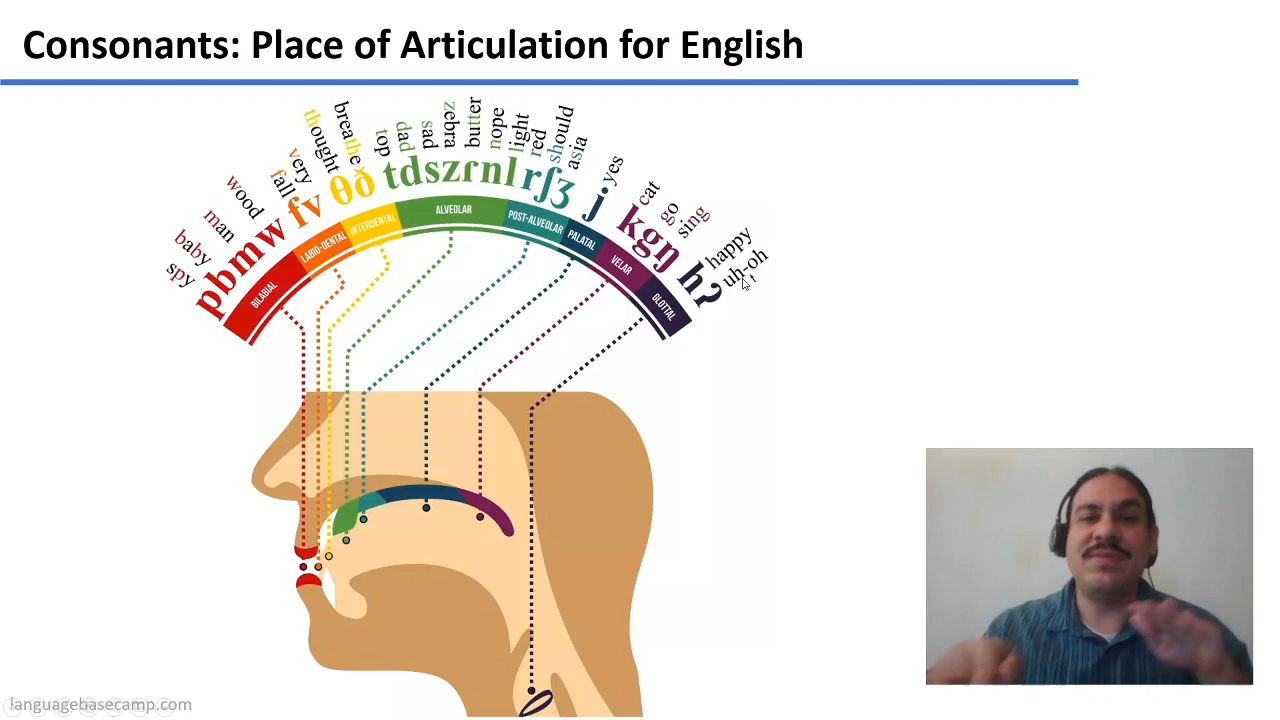 Consonants: Place of Articulation for English
spy
baby
man
wood
fall
very
thought
breathe
top
dad
sad
zebra
butter
nope
light
red
should
asia
yes
cat
go
sing
happy
uh-oh
pbmw
fv
θð
tdszɾnl
rʃʒ
j
kgŋ
hʔ
BILABIAL
LABIO-DENTAL
INTERDENTAL
ALVEOLAR
POST-ALVEOLAR
PALATAL
VELAR
GLOTTAL
languagebasecamp.com